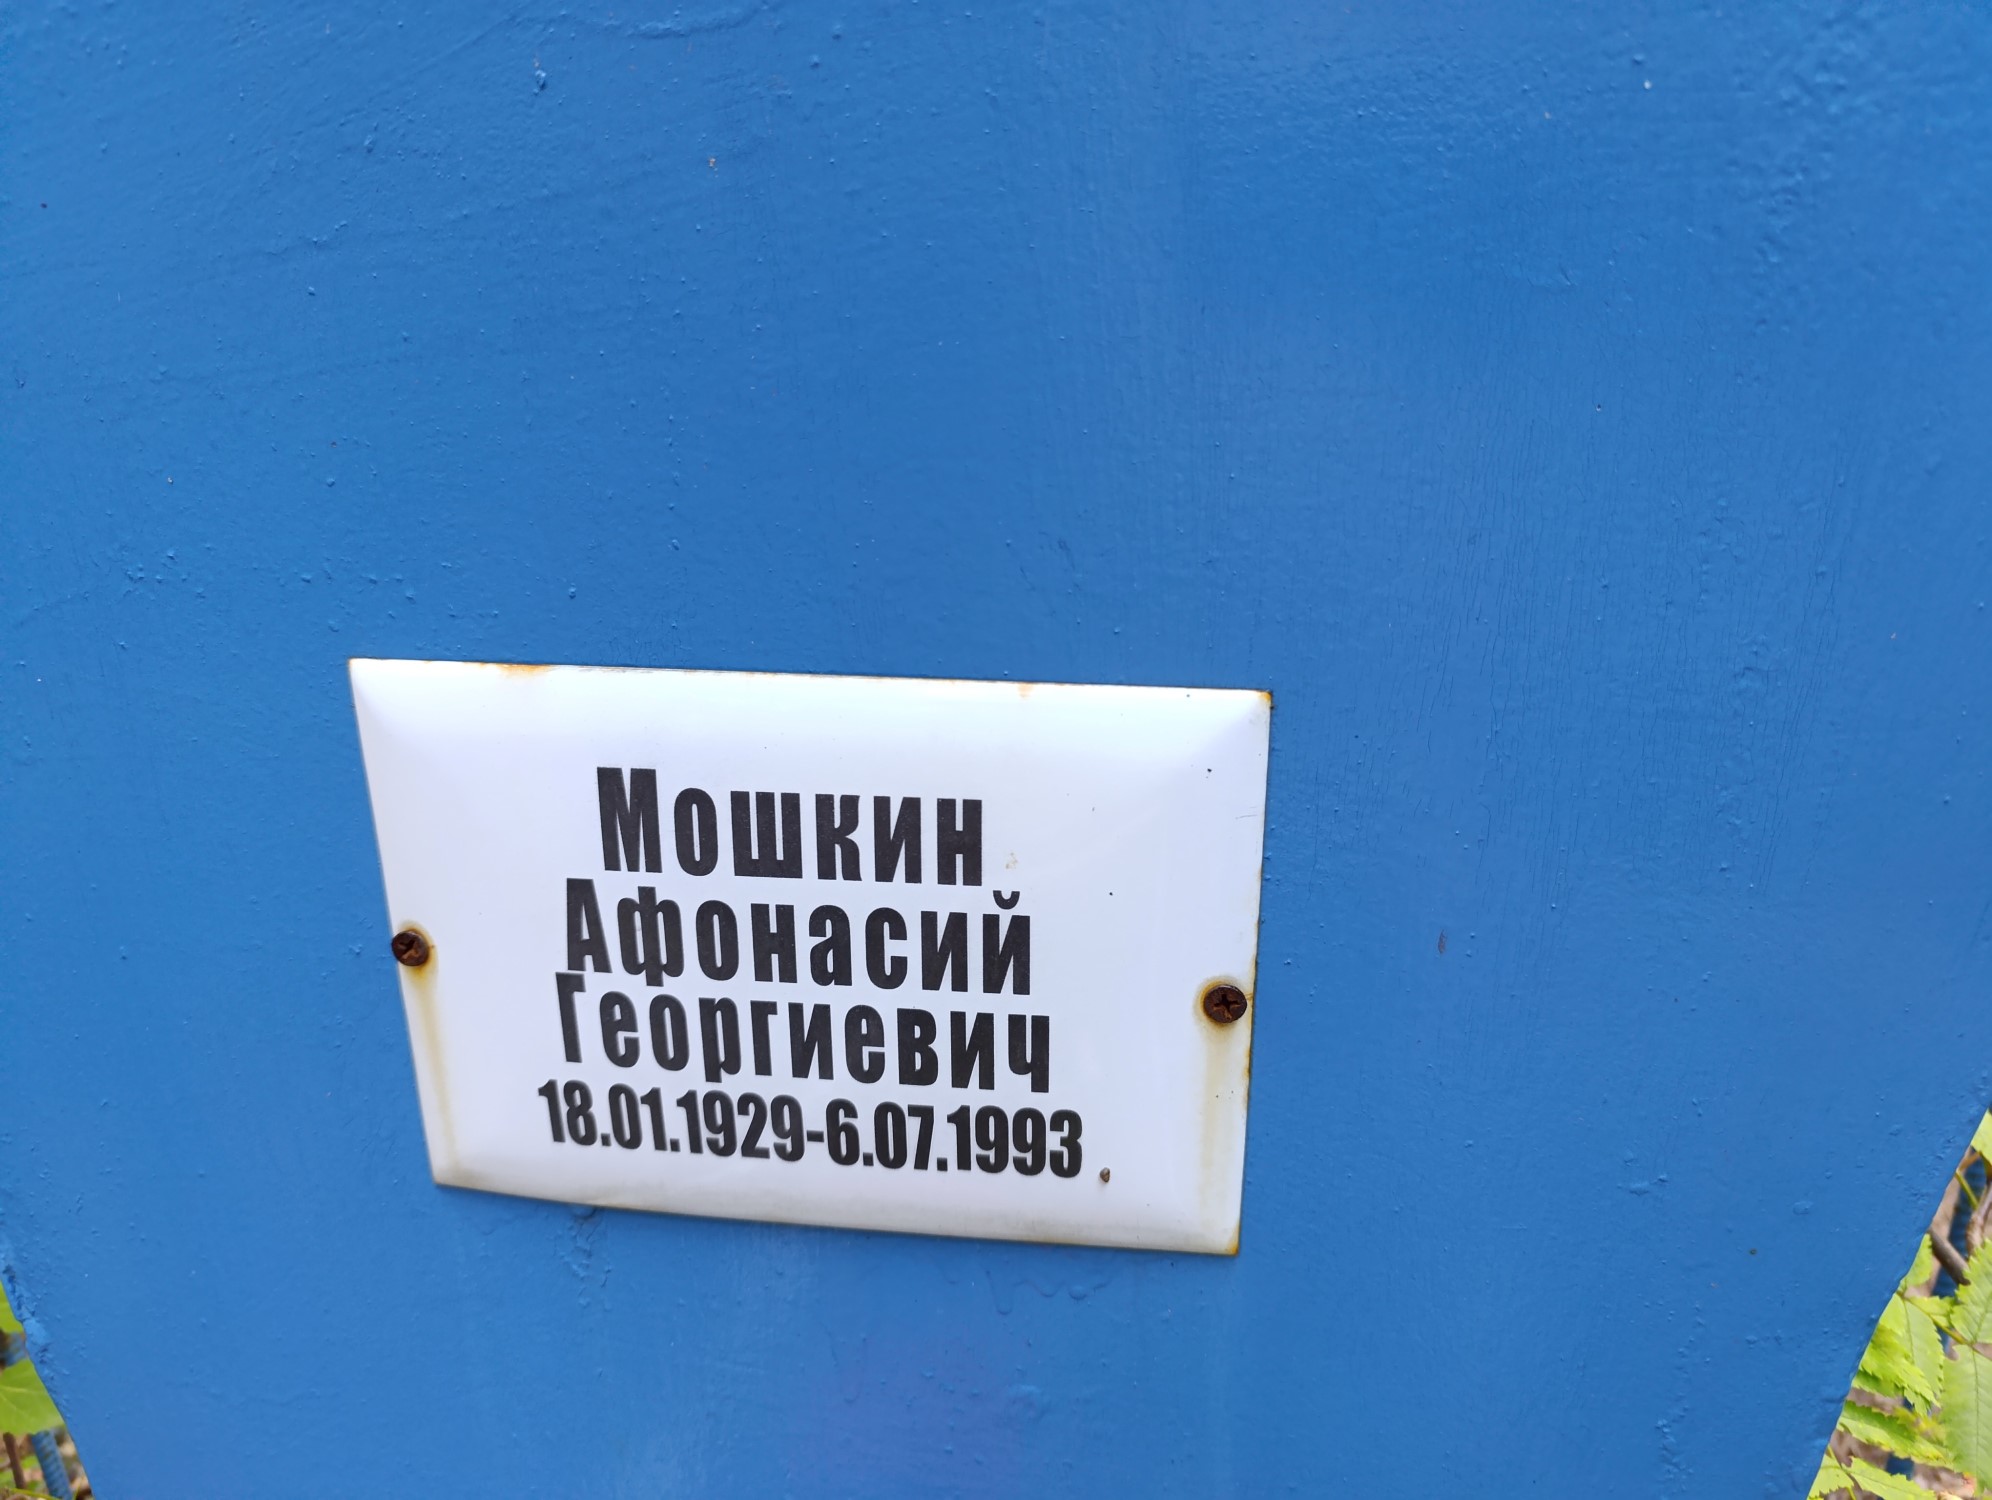 Мошкин
Афонасий
Георгиевич
18.01.1929-6.07.1993